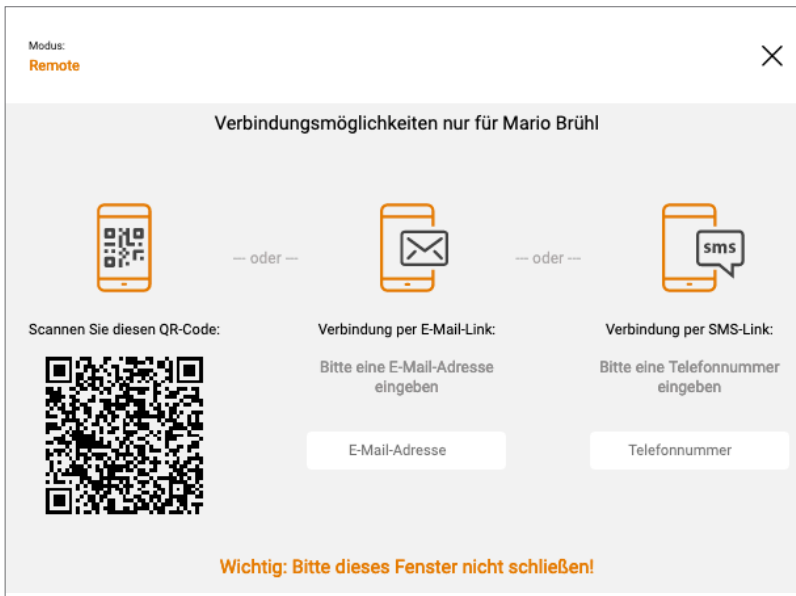 Modus:
Remote
Verbindungsmöglichkeiten nur für Mario Brühl
--- oder ---
sms
--- oder ---
Scannen Sie diesen QR-Code:
Verbindung per E-Mail-Link:
Bitte eine E-Mail-Adresse
eingeben
E-Mail-Adresse
Verbindung per SMS-Link:
Bitte eine Telefonnummer
eingeben
Telefonnummer
Wichtig: Bitte dieses Fenster nicht schließen!